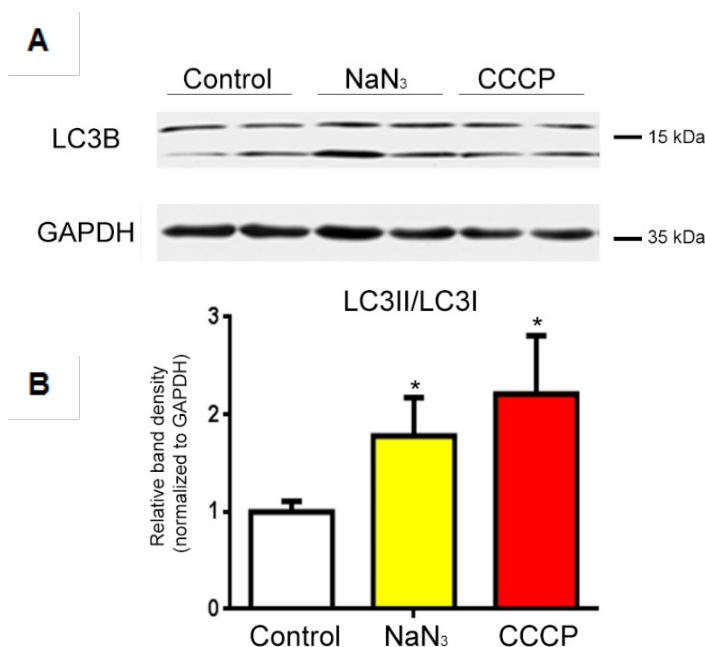 A
Control NaN₃ CCCP
LC3B
15 kDa
GAPDH
35 kDa
LC3II/LC3I
B
Relative band density
(normalized to GAPDH)
3
2
1
0
*
*
Control NaN₃ CCCP